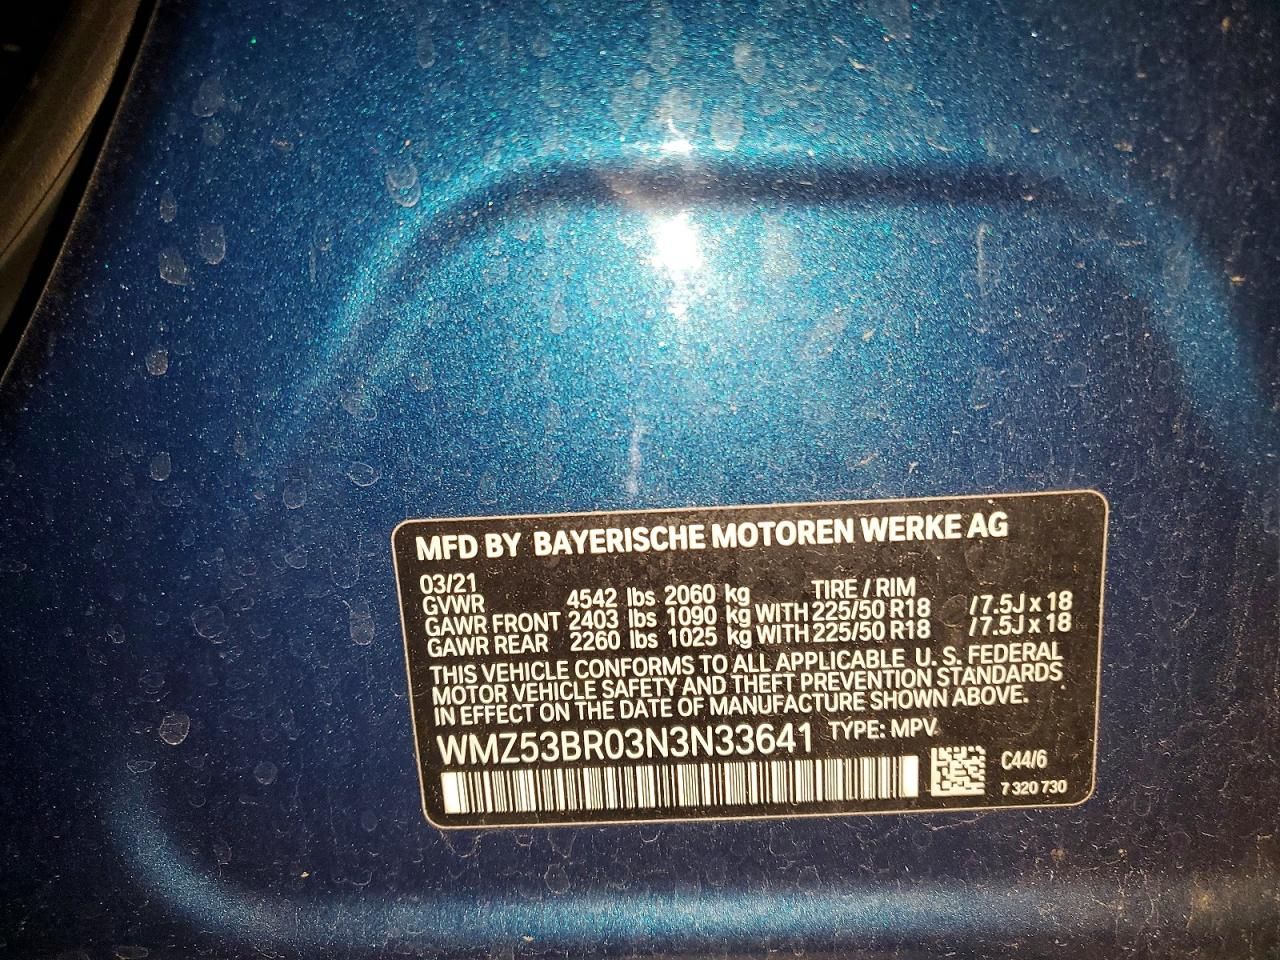 MFD BY BAYERISCHE MOTOREN WERKE AG
03/21 TIRE / RIM
GVWR 4542 lbs 2060 kg
GAWR FRONT 2403 lbs 1090 kg WITH 225/50 R18 /7.5J x 18
GAWR REAR 2260 lbs 1025 kg WITH 225/50 R18 /7.5J x 18
THIS VEHICLE CONFORMS TO ALL APPLICABLE U. S. FEDERAL
MOTOR VEHICLE SAFETY AND THEFT PREVENTION STANDARDS
IN EFFECT ON THE DATE OF MANUFACTURE SHOWN ABOVE.
WMZ53BR03N3N33641 TYPE: MPV
C44/6
7 320 730